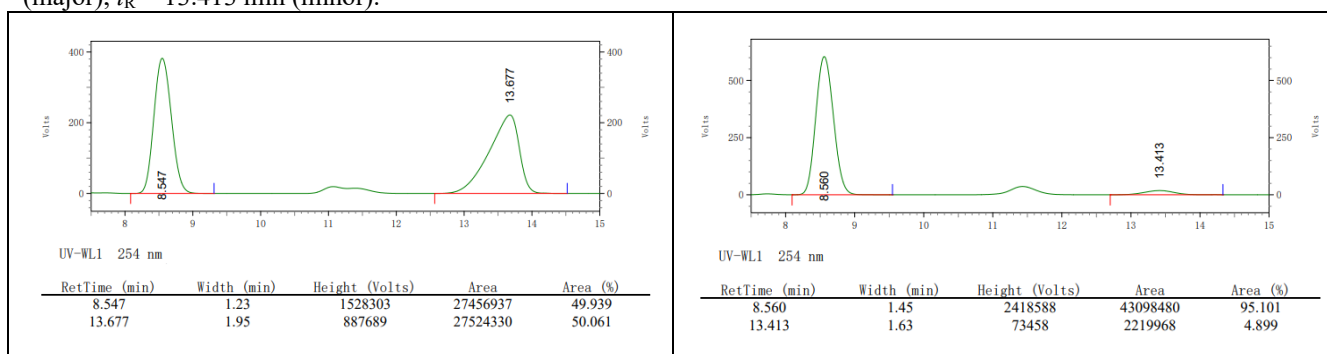 (major), tR = 13.413 min (minor).
400
200
0
Volts
8.547
13.677
400
200
0
Volts
8 9 10 11 12 13 14 15
UV-WL1 254 nm
RetTime (min) Width (min) Height (Volts) Area Area (%)
8.547 1.23 1528303 27456937 49.939
13.677 1.95 887689 27524330 50.061
500
250
0
Volts
8.560
13.413
500
250
0
Volts
8 9 10 11 12 13 14 15
UV-WL1 254 nm
RetTime (min) Width (min) Height (Volts) Area Area (%)
8.560 1.45 2418588 43098480 95.101
13.413 1.63 73458 2219968 4.899